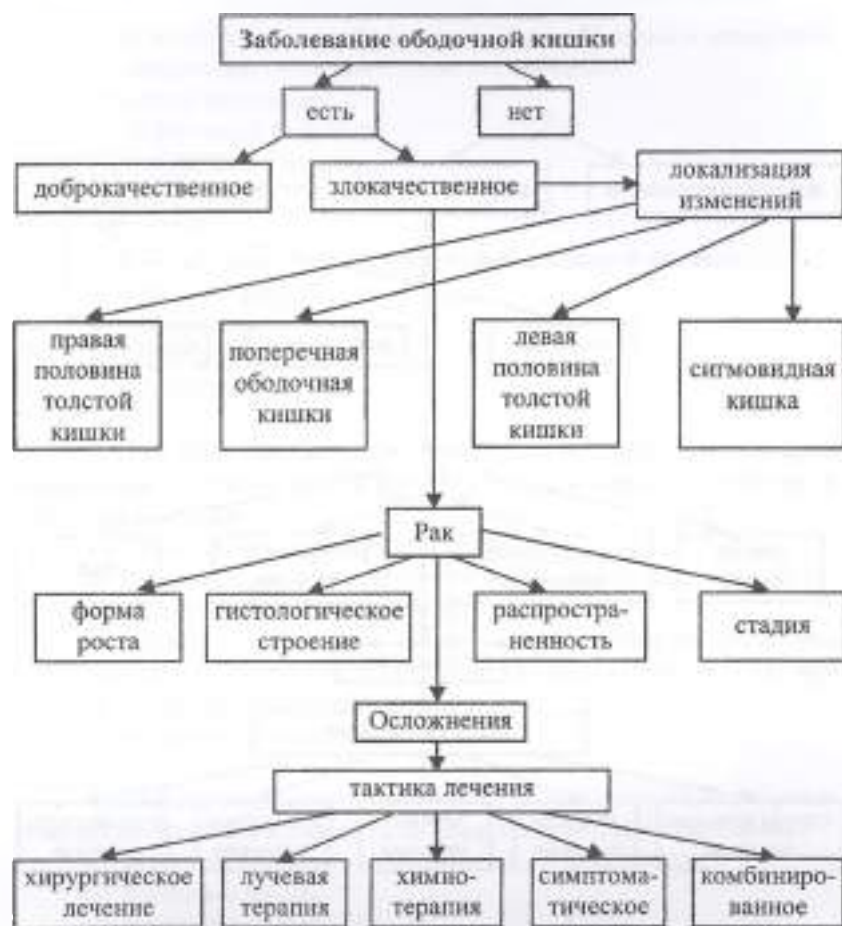 Заболевание ободочной кишки
есть
нет
доброкачественное
злокачественное
локализация
изменений
правая
половина
толстой
кишки
поперечная
ободочная
кишки
левая
половина
толстой
кишки
сигмовидная
кишка
Рак
форма
роста
гистологическое
строение
распростра-
ненность
стадия
Осложнения
тактика лечения
хирургическое
лечение
лучевая
терапия
химио-
терапия
симптома-
тическое
комбиниро-
ванное